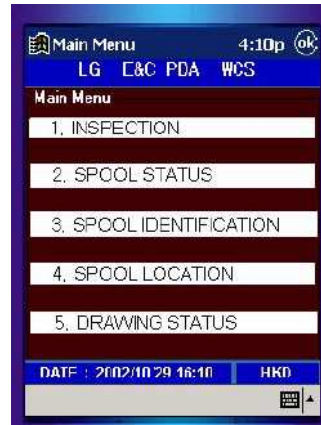 Main Menu 4:10p ok
LG E&C PDA WCS
Main Menu
1. INSPECTION
2. SPOOL STATUS
3. SPOOL IDENTIFICATION
4. SPOOL LOCATION
5. DRAWING STATUS
DATE : 2002/10/29 16:10 HKD